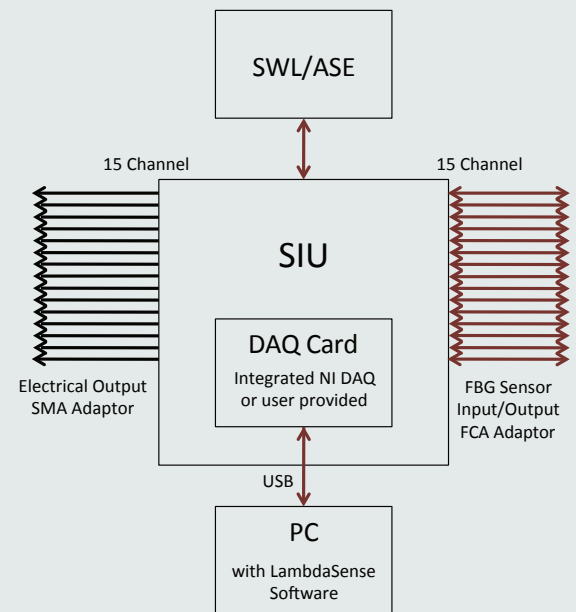 SWL/ASE
15 Channel
15 Channel
SIU
DAQ Card
Integrated NI DAQ
or user provided
Electrical Output
SMA Adaptor
FBG Sensor
Input/Output
FCA Adaptor
USB
PC
with LambdaSense
Software